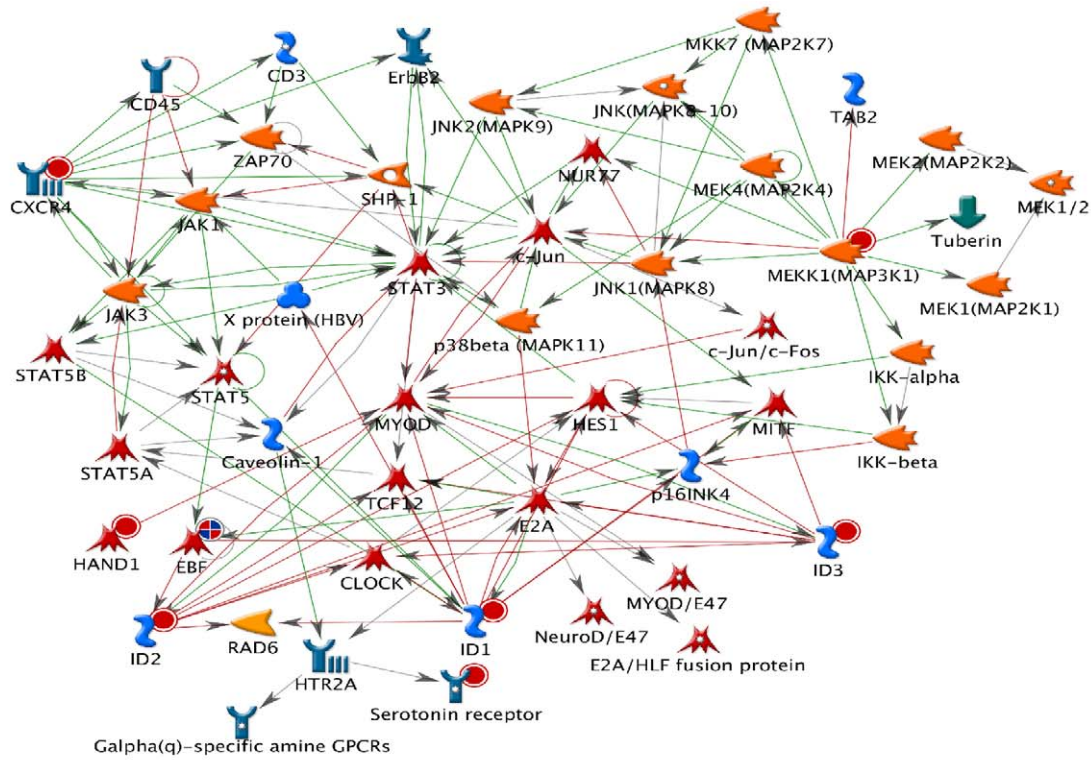 MKK7 (MAP2K7)
CD3
ErbB2
CD45
TAB2
JNK2(MAPK9)
JNK(MAPK8-10)
MEK2(MAP2K2)
ZAP70
NUR77
MEK4(MAP2K4)
CXCR4
SHP-1
MEK1/2
JAK1
Tuberin
c-Jun
MEKK1(MAP3K1)
STAT3
JNK1(MAPK8)
MEK1(MAP2K1)
JAK3
X protein (HBV)
p38beta (MAPK11)
c-Jun/c-Fos
STAT5B
IKK-alpha
STAT5
MYOD
HES1
MITF
STAT5A
Caveolin-1
IKK-beta
TCF12
p16INK4
E2A
HAND1
EBF
CLOCK
ID3
MYOD/E47
NeuroD/E47
ID2
RAD6
ID1
E2A/HLF fusion protein
HTR2A
Serotonin receptor
Galpha(q)-specific amine GPCRs